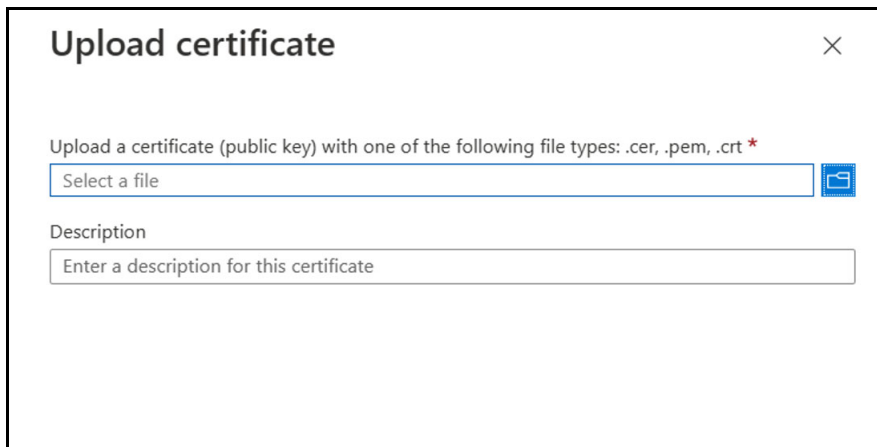 Upload certificate
Upload a certificate (public key) with one of the following file types: .cer, .pem, .crt *
Select a file
Description
Enter a description for this certificate